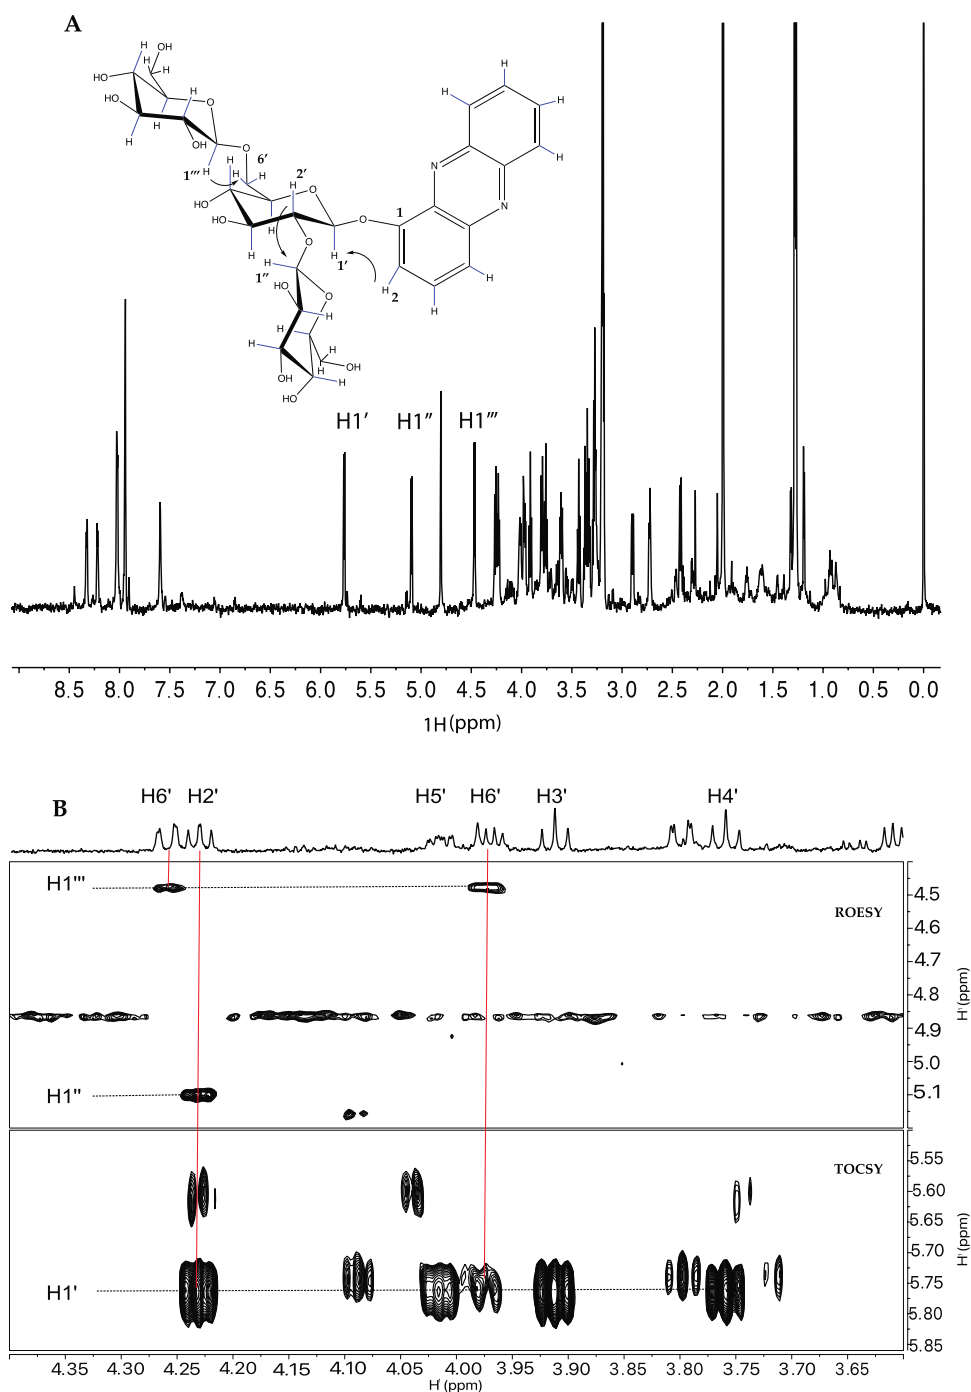 A
H OH
HO H H
HO H O
H H OH
H O 6′
1‴ H H H H 2′
HO H O
HO H O
H O H 1′
1
N
N
H H H H
H 2 H H
1″ H
HO O H
H H
H H OH
OH H
HO
H1′ H1″ H1‴
8.5 8.0 7.5 7.0 6.5 6.0 5.5 5.0 4.5 4.0 3.5 3.0 2.5 2.0 1.5 1.0 0.5 0.0
1H (ppm)
B
H6' H2' H5' H6' H3' H4'
H1'''
ROESY
4.5
4.6
4.7
4.8
4.9
5.0
5.1
H (ppm)
H1''
TOCSY
5.55
5.60
5.65
5.70
5.75
5.80
5.85
H (ppm)
H1'
4.35 4.30 4.25 4.20 4.15 4.10 4.05 4.00 3.95 3.90 3.85 3.80 3.75 3.70 3.65
H (ppm)